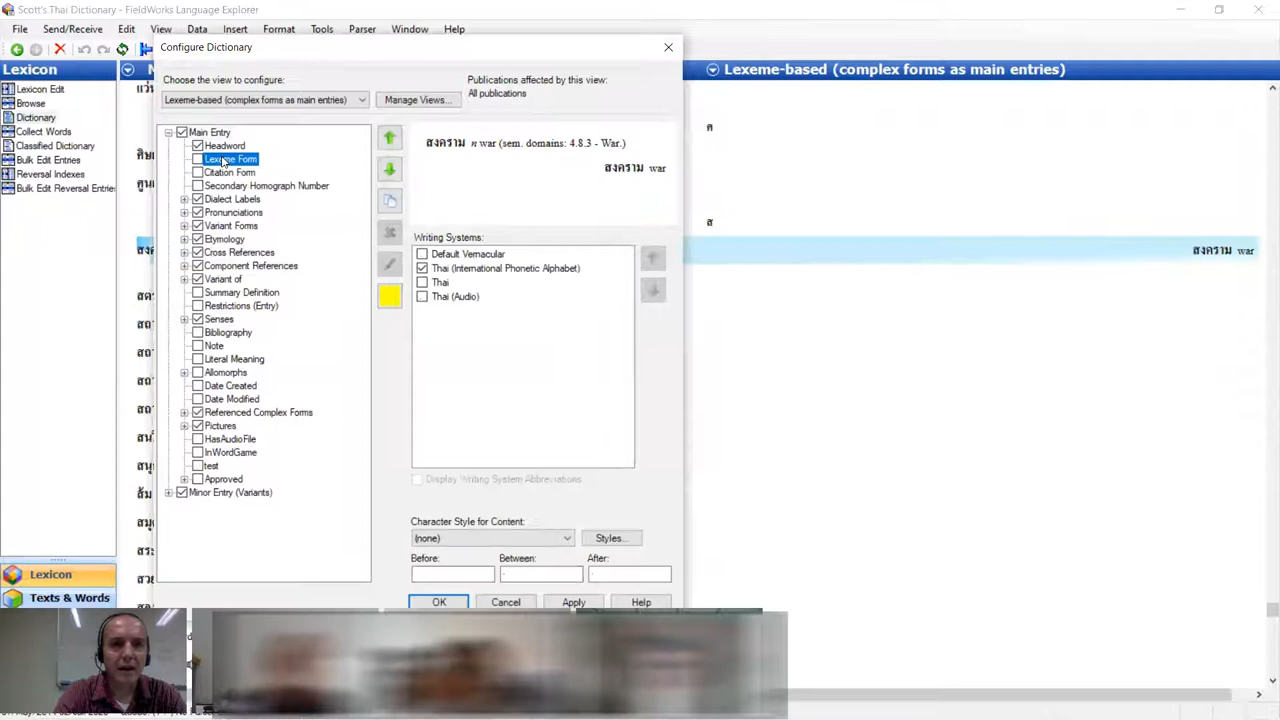 Scott's Thai Dictionary - FieldWorks Language Explorer
File Send/Receive Edit View Data Insert Format Tools Parser Window Help
Configure Dictionary
Lexicon
Lexeme-based (complex forms as main entries)
Choose the view to configure:
Publications affected by this view:
Lexeme-based (complex forms as main entries)
Manage Views...
All publications
Lexicon Edit
Browse
Dictionary
Collect Words
Classified Dictionary
Bulk Edit Entries
Reversal Indexes
Bulk Edit Reversal Entrie
Main Entry
Headword
Lexeme Form
Citation Form
Secondary Homograph Number
Dialect Labels
Pronunciations
Variant Forms
Etymology
Cross References
Component References
Variant of
Summary Definition
Restrictions (Entry)
Senses
Bibliography
Note
Literal Meaning
Allomorphs
Date Created
Date Modified
Referenced Complex Forms
Pictures
HasAudioFile
InWordGame
test
Approved
Minor Entry (Variants)
สงคราม n war (sem. domains: 4.8.3 - War.)
สงคราม war
Writing Systems:
Default Vernacular
Thai (International Phonetic Alphabet)
Thai
Thai (Audio)
Display Writing System Abbreviations
Character Style for Content:
(none)
Styles...
Before: Between: After:
OK Cancel Apply Help
ส
สงคราม war
Lexicon
Texts & Words